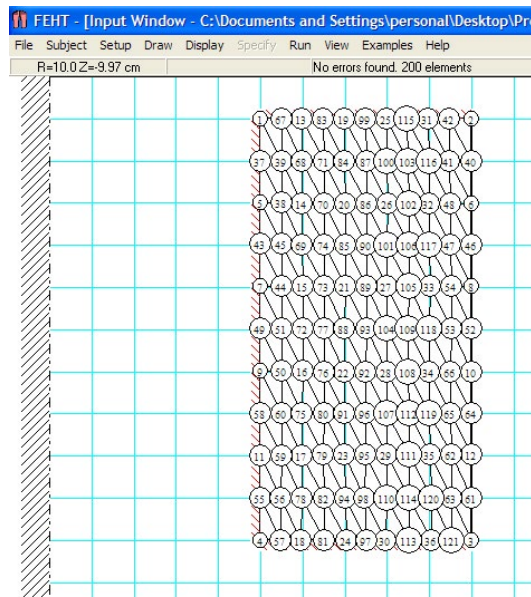 FEHT - [Input Window - C:\Documents and Settings\personal\Desktop\Pr
File Subject Setup Draw Display Specify Run View Examples Help
R=10.0 Z=-9.97 cm No errors found. 200 elements
1 67 13 83 19 99 25 115 31 42 2
37 39 68 71 84 87 100 103 116 41 40
5 38 14 70 20 86 26 102 32 48 6
43 45 69 74 85 90 101 106 117 47 46
7 44 15 73 21 89 27 105 33 54 8
49 51 72 77 88 93 104 109 118 53 52
9 50 16 76 22 92 28 108 34 66 10
58 60 75 80 91 96 107 112 119 65 64
11 59 17 79 23 95 29 111 35 62 12
55 56 78 82 94 98 110 114 120 63 61
4 57 18 81 24 97 30 113 36 121 3